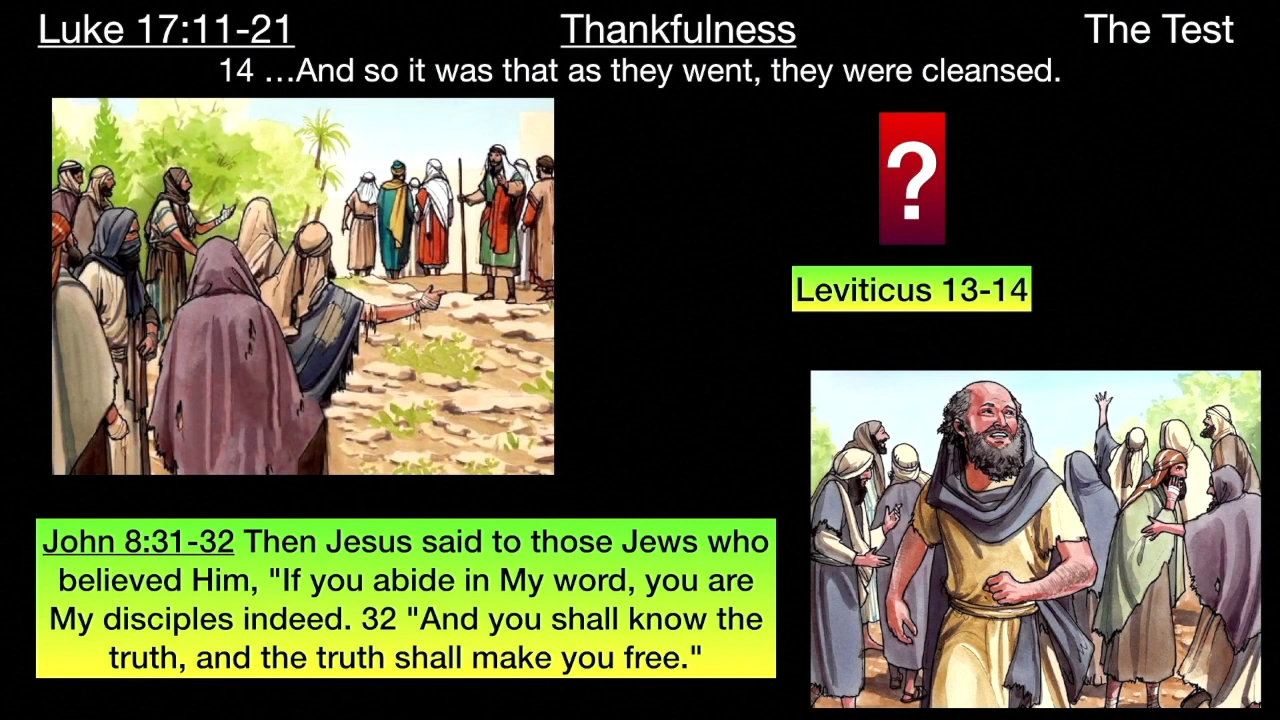 Luke 17:11-21 Thankfulness The Test
14 …And so it was that as they went, they were cleansed.
?
Leviticus 13-14
John 8:31-32 Then Jesus said to those Jews who
believed Him, "If you abide in My word, you are
My disciples indeed. 32 "And you shall know the
truth, and the truth shall make you free."